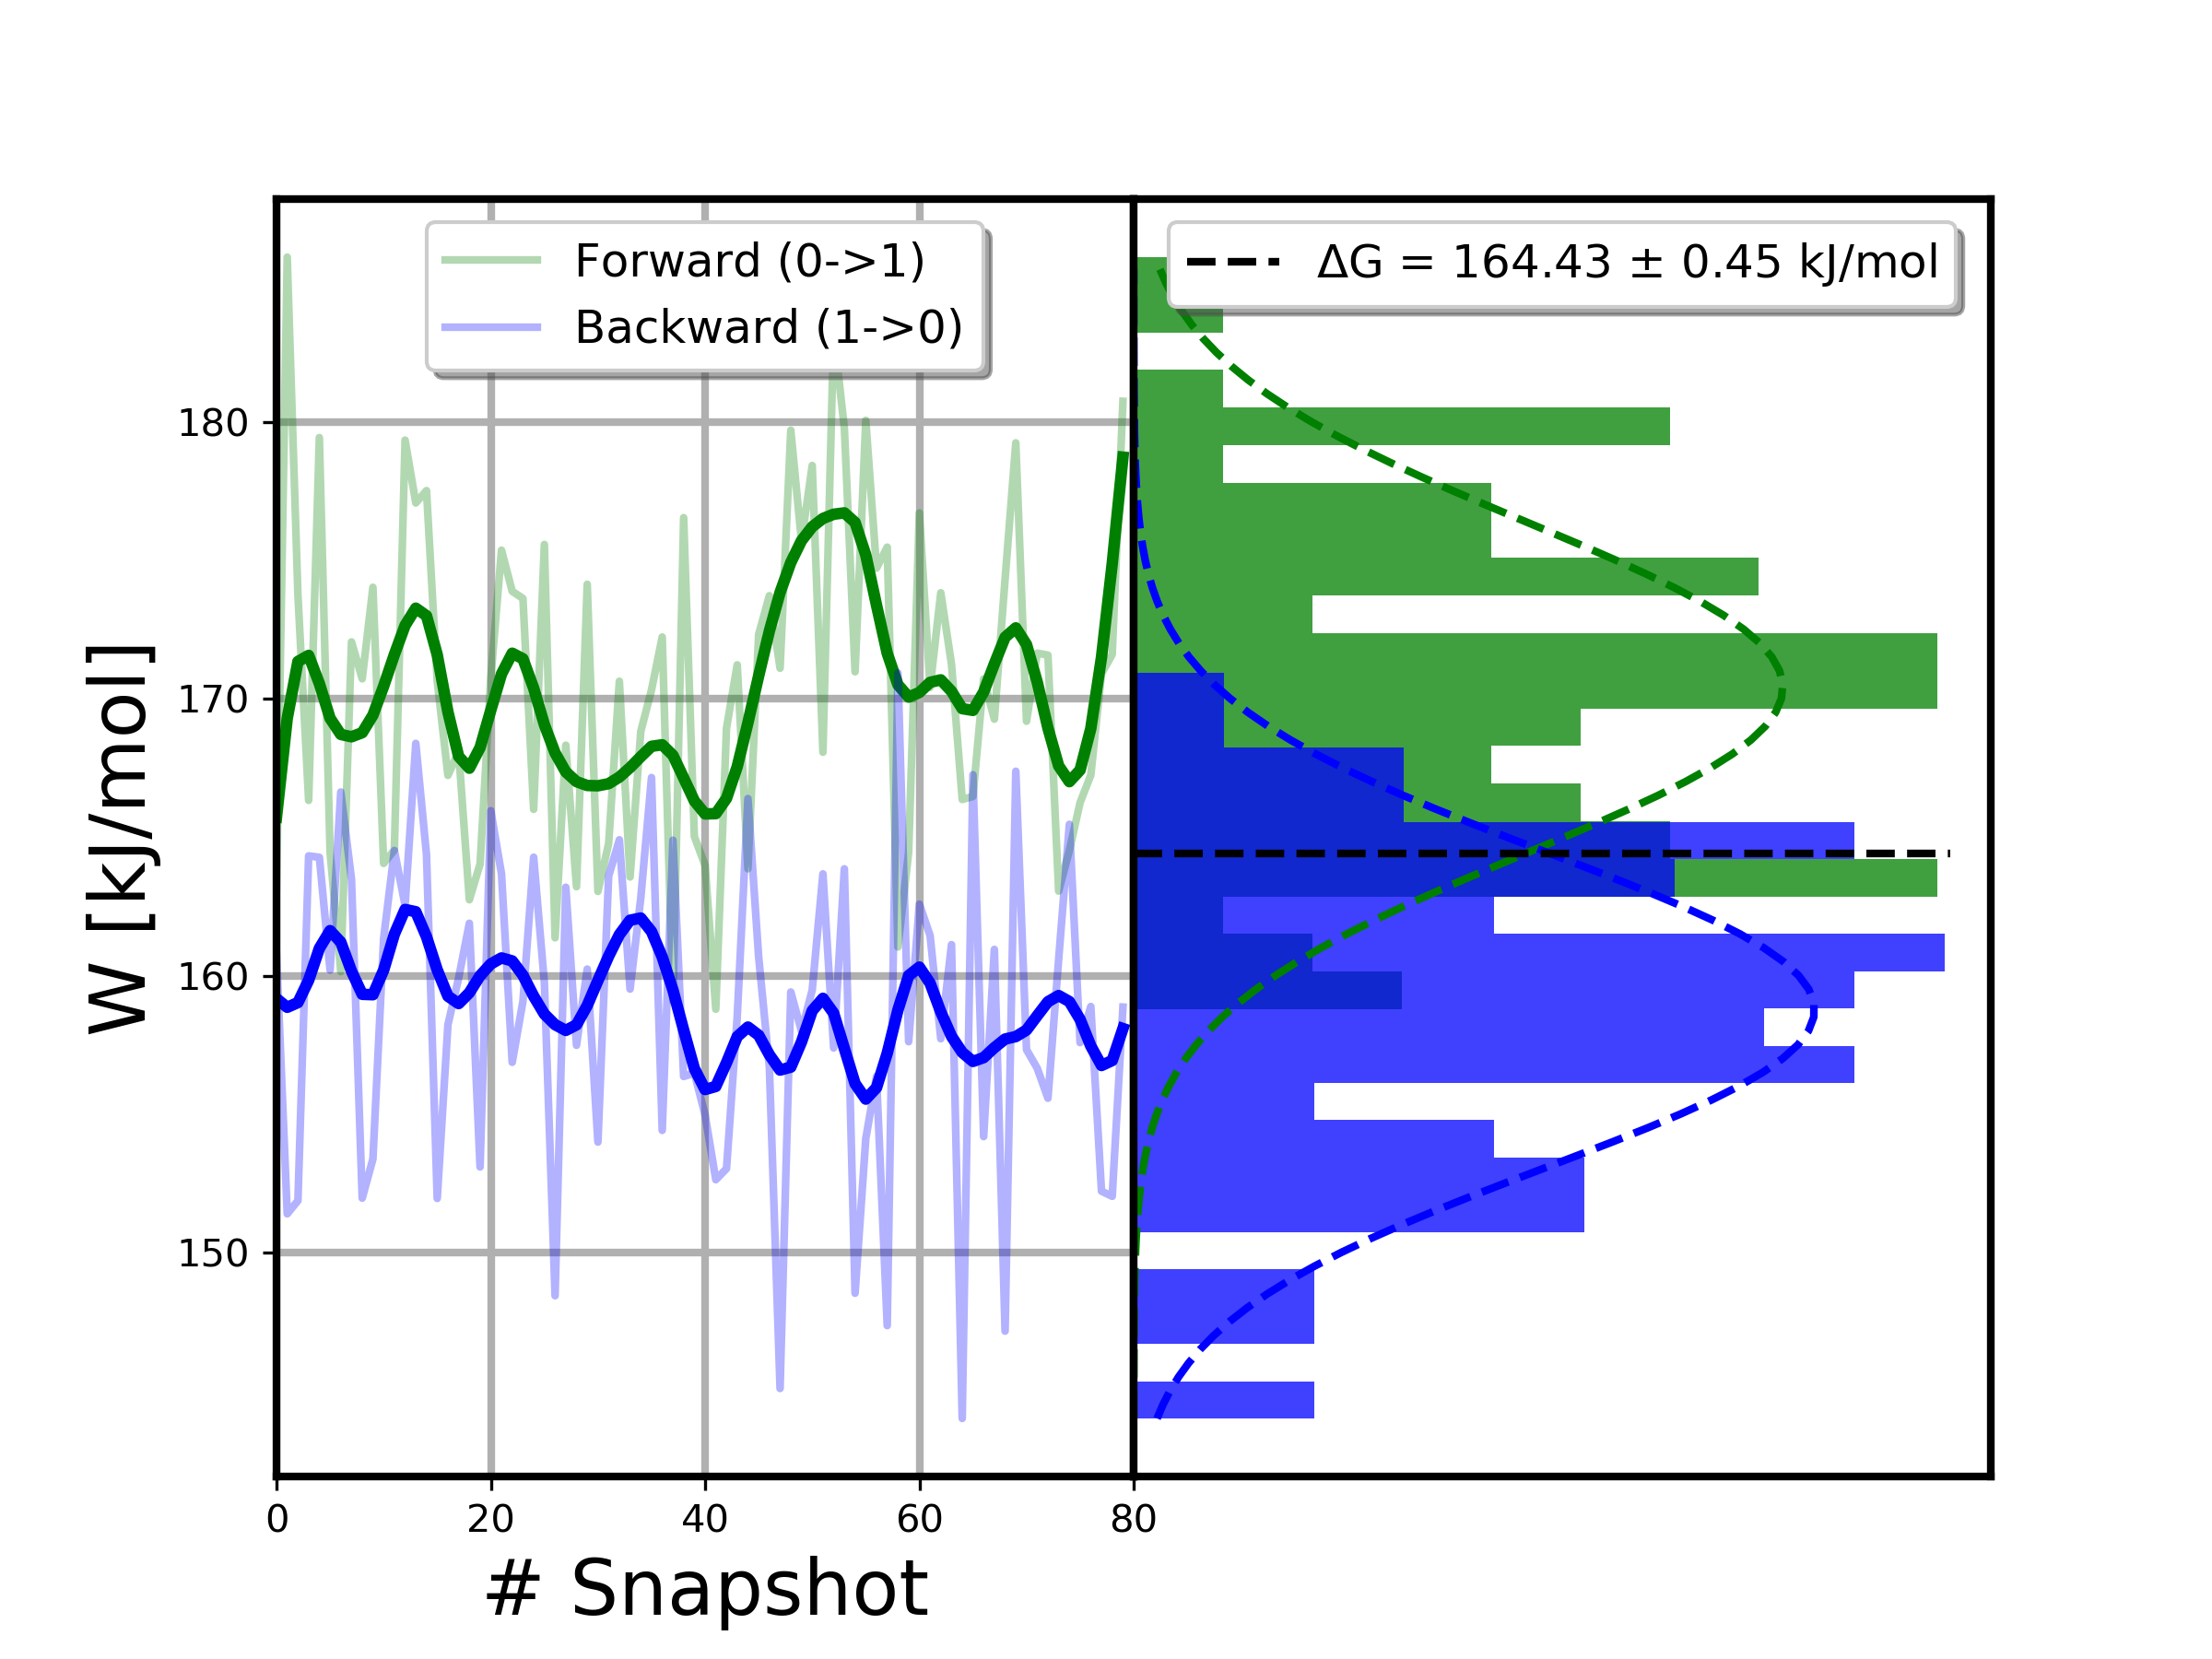 Forward (0->1)
Backward (1->0)
ΔG = 164.43 ± 0.45 kJ/mol
W [kJ/mol]
180
170
160
150
0 20 40 60 80
# Snapshot